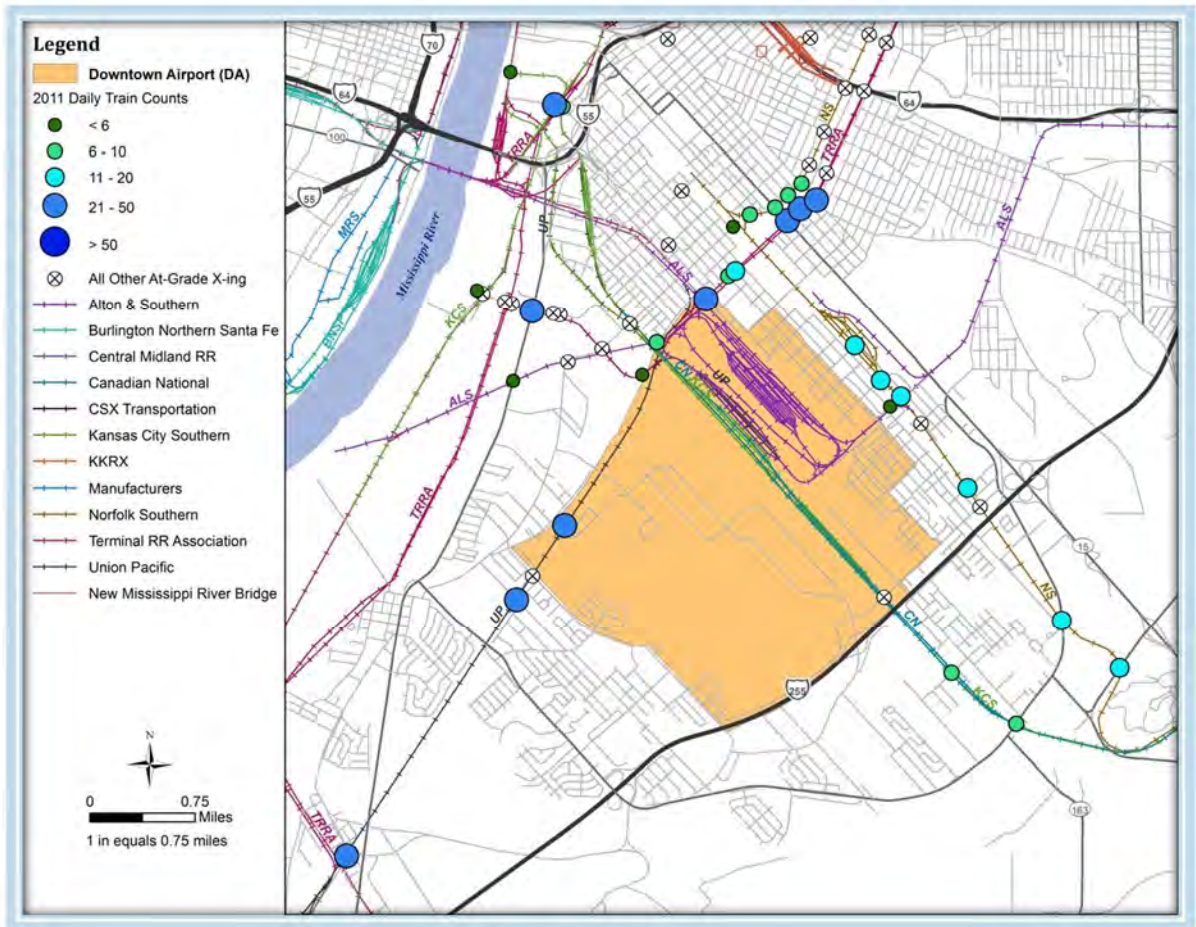 Legend
Downtown Airport (DA)
2011 Daily Train Counts
< 6
6 - 10
11 - 20
21 - 50
> 50
All Other At-Grade X-ing
Alton & Southern
Burlington Northern Santa Fe
Central Midland RR
Canadian National
CSX Transportation
Kansas City Southern
KKRX
Manufacturers
Norfolk Southern
Terminal RR Association
Union Pacific
New Mississippi River Bridge
N
0 0.75
Miles
1 in equals 0.75 miles
70
64
100
55
55
64
NS
TRRA
TRRA
MRS
BNSF
Mississippi River
UP
ALS
ALS
KCS
ALS
CN
UP
TRRA
15
NS
UP
CN
255
KCS
163
TRRA